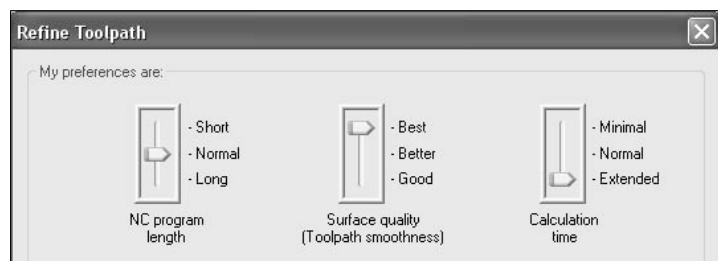 Refine Toolpath
My preferences are:
- Short
- Normal
- Long
NC program
length
- Best
- Better
- Good
Surface quality
(Toolpath smoothness)
- Minimal
- Normal
- Extended
Calculation
time